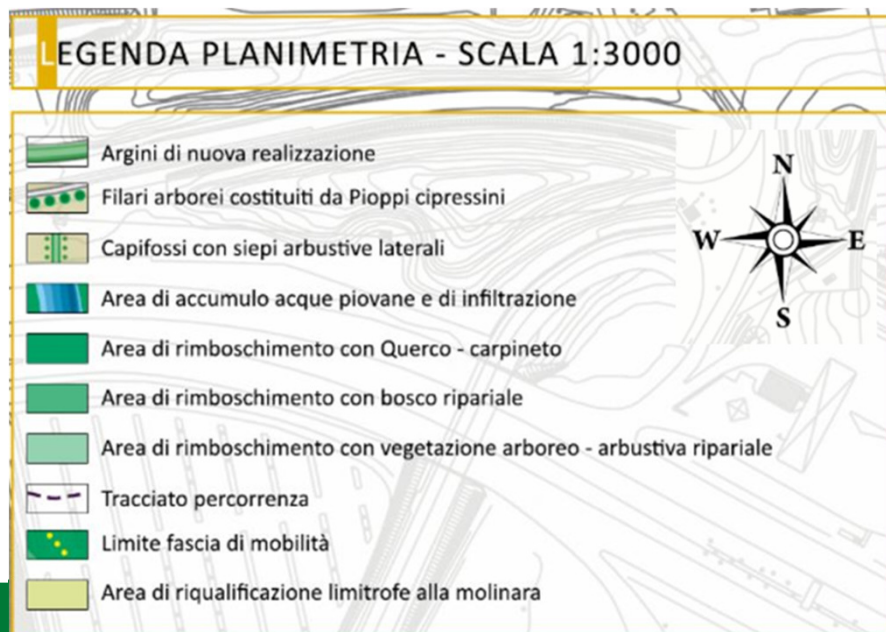 LEGENDA PLANIMETRIA - SCALA 1:3000
Argini di nuova realizzazione
Filari arborei costituiti da Pioppi cipressini
Capifossi con siepi arbustive laterali
Area di accumulo acque piovane e di infiltrazione
Area di rimboschimento con Querco - carpineto
Area di rimboschimento con bosco ripariale
Area di rimboschimento con vegetazione arboreo - arbustiva ripariale
Tracciato percorrenza
Limite fascia di mobilità
Area di riqualificazione limitrofe alla molinara
N
W E
S